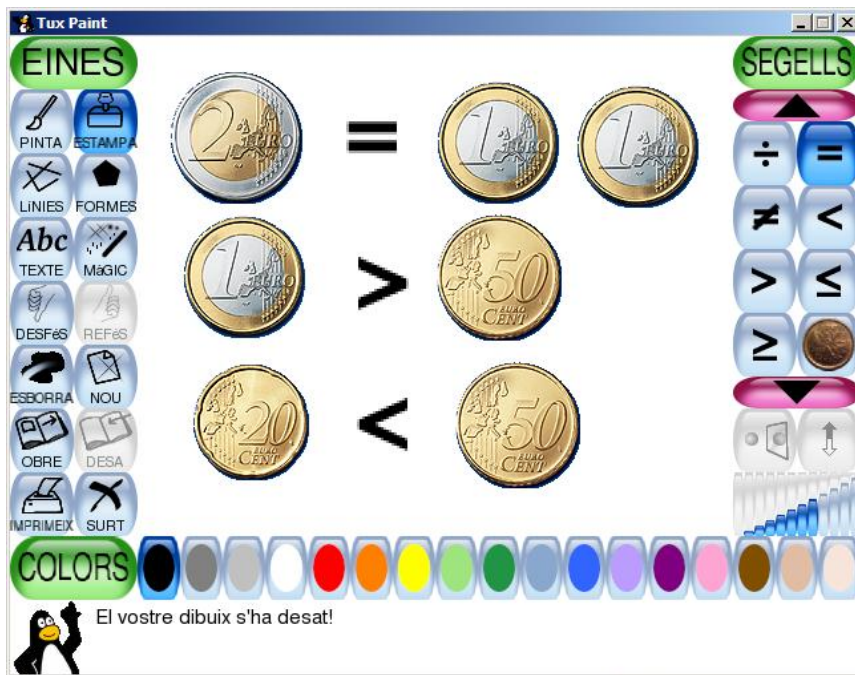 Tux Paint
EINES
SEGELLS
2 EURO
=
1 EURO
1 EURO
PINTA
ESTAMPA
÷
=
LíNIES
FORMES
≠
<
Abc
TEXTE
MàGIC
1 EURO
>
50 EURO CENT
>
≤
DESFéS
REFéS
≥
ESBORRA
NOU
20 EURO CENT
<
50 EURO CENT
OBRE
DESA
IMPRIMEIX
SURT
COLORS
El vostre dibuix s'ha desat!